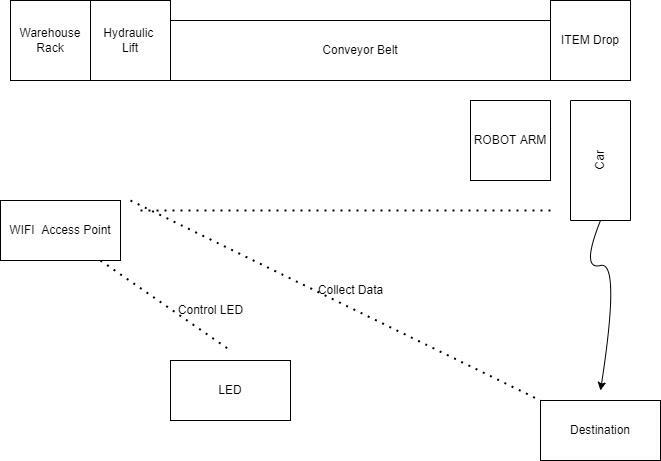 Warehouse
Rack
Hydraulic
Lift
Conveyor Belt
ITEM Drop
ROBOT ARM
Car
WIFI Access Point
Collect Data
Control LED
LED
Destination